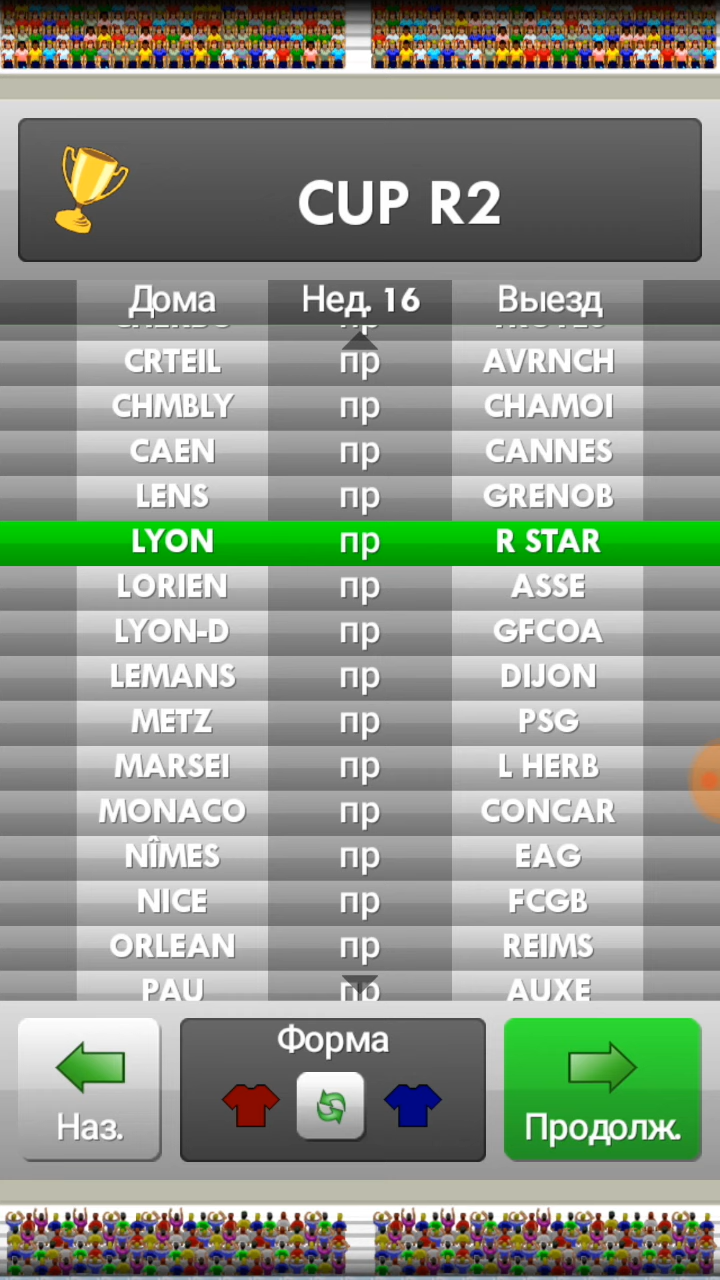 CUP R2
Дома Нед. 16 Выезд
CRTEIL пр AVRNCH
CHMBLY пр CHAMOI
CAEN пр CANNES
LENS пр GRENOB
LYON пр R STAR
LORIEN пр ASSE
LYON-D пр GFCOA
LEMANS пр DIJON
METZ пр PSG
MARSEI пр L HERB
MONACO пр CONCAR
NÎMES пр EAG
NICE пр FCGB
ORLEAN пр REIMS
PAU пр AUXE
Форма
Наз.
Продолж.